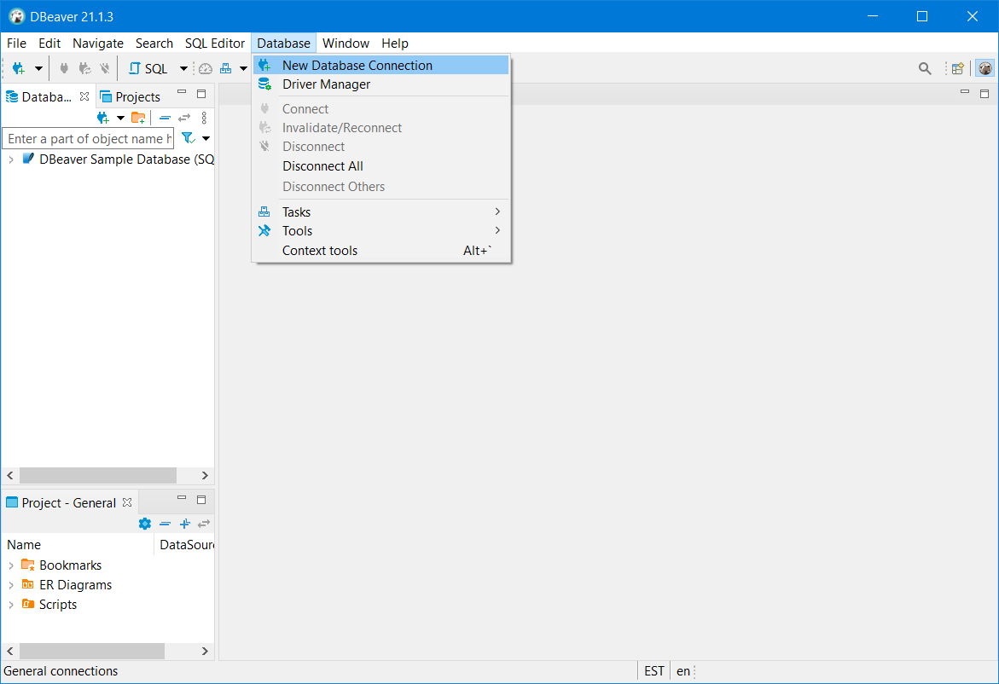 DBeaver 21.1.3
File Edit Navigate Search SQL Editor Database Window Help
SQL
New Database Connection
Driver Manager
Connect
Invalidate/Reconnect
Disconnect
Disconnect All
Disconnect Others
Tasks
Tools
Context tools Alt+`
Databa... Projects
Enter a part of object name h
DBeaver Sample Database (SQ
Project - General
Name DataSour
Bookmarks
ER Diagrams
Scripts
General connections EST en